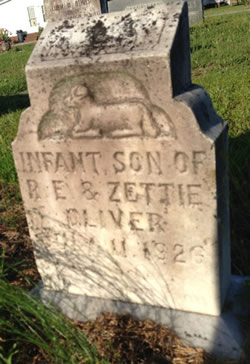 INFANT SON OF
R. E & ZETTIE
OLIVER
11. 1926